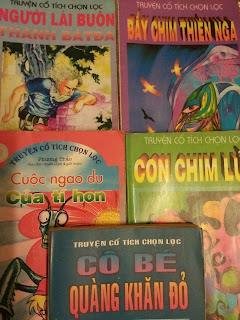 TRUYỆN CỔ TÍCH CHỌN LỌC
NGƯỜI LÁI BUÔN
THÀNH BÁTĐA
TRUYỆN CỔ TÍCH CHỌN LỌC
BẦY CHIM THIÊN NGA
TRUYỆN CỔ TÍCH CHỌN LỌC
Phương Thảo
Cuộc ngao du
Của tí hon
TRUYỆN CỔ TÍCH CHỌN LỌC
CON CHIM L
TRUYỆN CỔ TÍCH CHỌN LỌC
CÔ BÉ
QUÀNG KHĂN ĐỎ